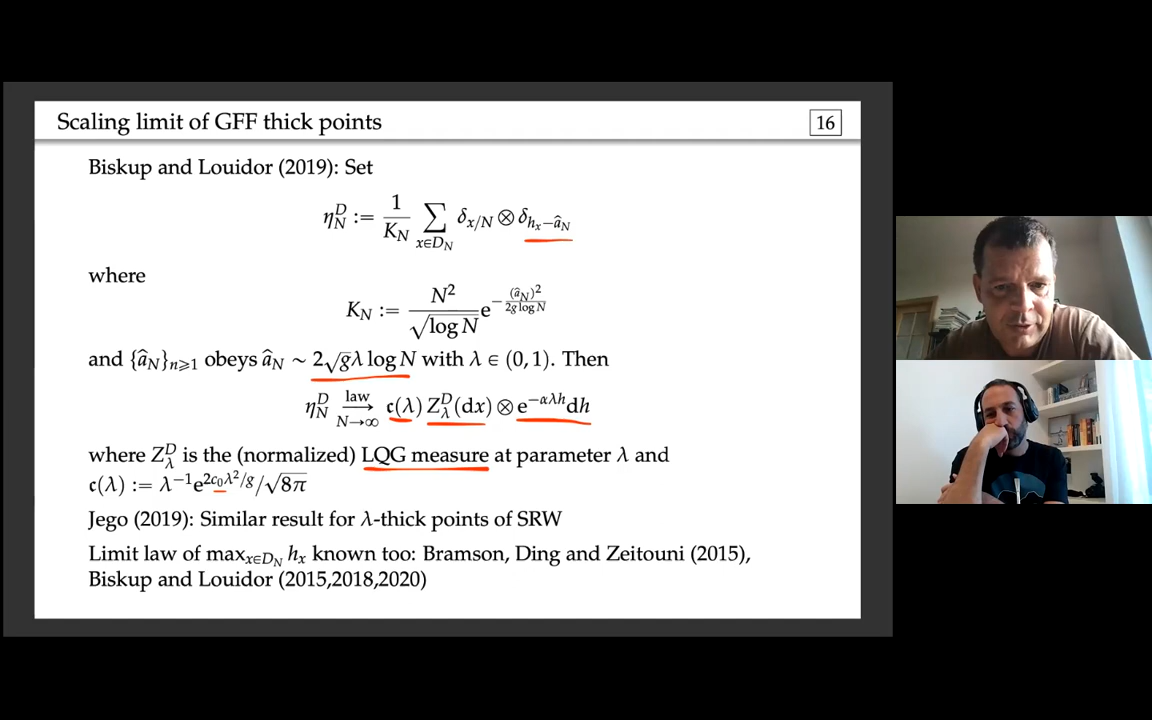 Scaling limit of GFF thick points
16
Biskup and Louidor (2019): Set
η_N^D := 1/K_N ∑_{x∈D_N} δ_{x/N} ⊗ δ_{h_x−â_N}
where
K_N := N²/√(log N) e^{−(â_N)²/(2g log N)}
and {â_N}_{n⩾1} obeys â_N ∼ 2√g λ log N with λ ∈ (0, 1). Then
η_N^D —law→_{N→∞} 𝔠(λ) Z_λ^D(dx) ⊗ e^{−αλh}dh
where Z_λ^D is the (normalized) LQG measure at parameter λ and
𝔠(λ) := λ^{−1}e^{2c_0λ²/g}/√(8π)
Jego (2019): Similar result for λ-thick points of SRW
Limit law of max_{x∈D_N} h_x known too: Bramson, Ding and Zeitouni (2015),
Biskup and Louidor (2015,2018,2020)